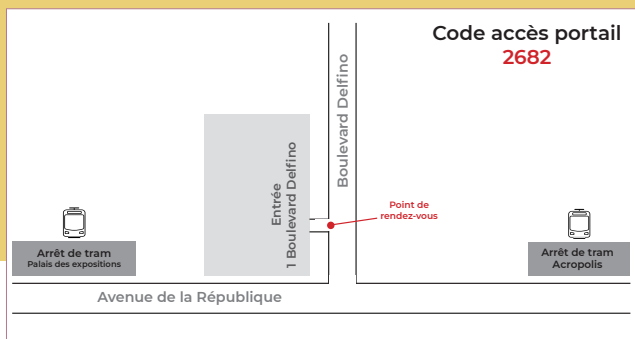 Code accès portail
2682
Boulevard Delfino
Entrée
1 Boulevard Delfino
Point de
rendez-vous
Arrêt de tram
Palais des expositions
Arrêt de tram
Acropolis
Avenue de la République